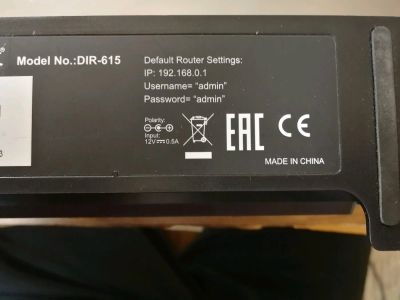 Model No.:DIR-615
Default Router Settings:
IP: 192.168.0.1
Username= “admin”
Password= “admin”
Polarity:
Input:
12V⎓0.5A
EAC CE
MADE IN CHINA